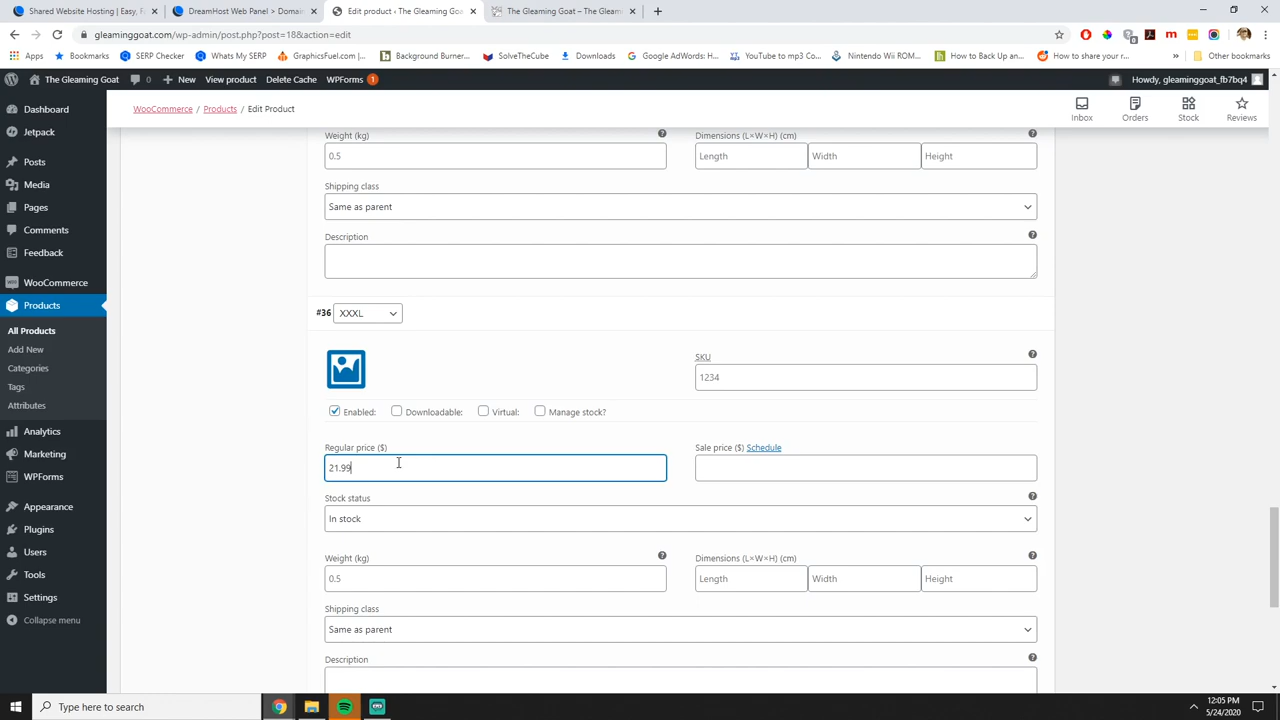 Shared Website Hosting | Easy, F
DreamHost Web Panel > Domain
Edit product ‹ The Gleaming Goat
The Gleaming Goat – The Gleami
gleaminggoat.com/wp-admin/post.php?post=18&action=edit
Apps
Bookmarks
SERP Checker
Whats My SERP
GraphicsFuel.com -
Background Burner...
SolveTheCube
Downloads
Google AdWords: K...
YouTube to mp3 Co...
Nintendo Wii ROM...
How to Back Up an...
How to share your r...
»
Other bookmarks
The Gleaming Goat
0
New
View product
Delete Cache
WPForms 1
Howdy, gleaminggoat_fb7bq4
Dashboard
Jetpack
Posts
Media
Pages
Comments
Feedback
WooCommerce
Products
All Products
Add New
Categories
Tags
Attributes
Analytics
Marketing
WPForms
Appearance
Plugins
Users
Tools
Settings
Collapse menu
WooCommerce / Products / Edit Product
Inbox
Orders
Stock
Reviews
Weight (kg)
Dimensions (L×W×H) (cm)
0.5
Length
Width
Height
Shipping class
Same as parent
Description
#36 XXXL
SKU
1234
Enabled:
Downloadable:
Virtual:
Manage stock?
Regular price ($)
Sale price ($) Schedule
21.99
Stock status
In stock
Weight (kg)
Dimensions (L×W×H) (cm)
0.5
Length
Width
Height
Shipping class
Same as parent
Description
Type here to search
12:05 PM
5/24/2020